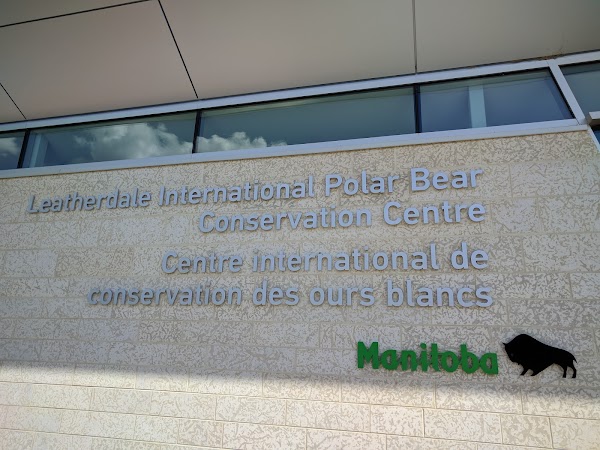 Leatherdale International Polar Bear
Conservation Centre
Centre international de
conservation des ours blancs
Manitoba